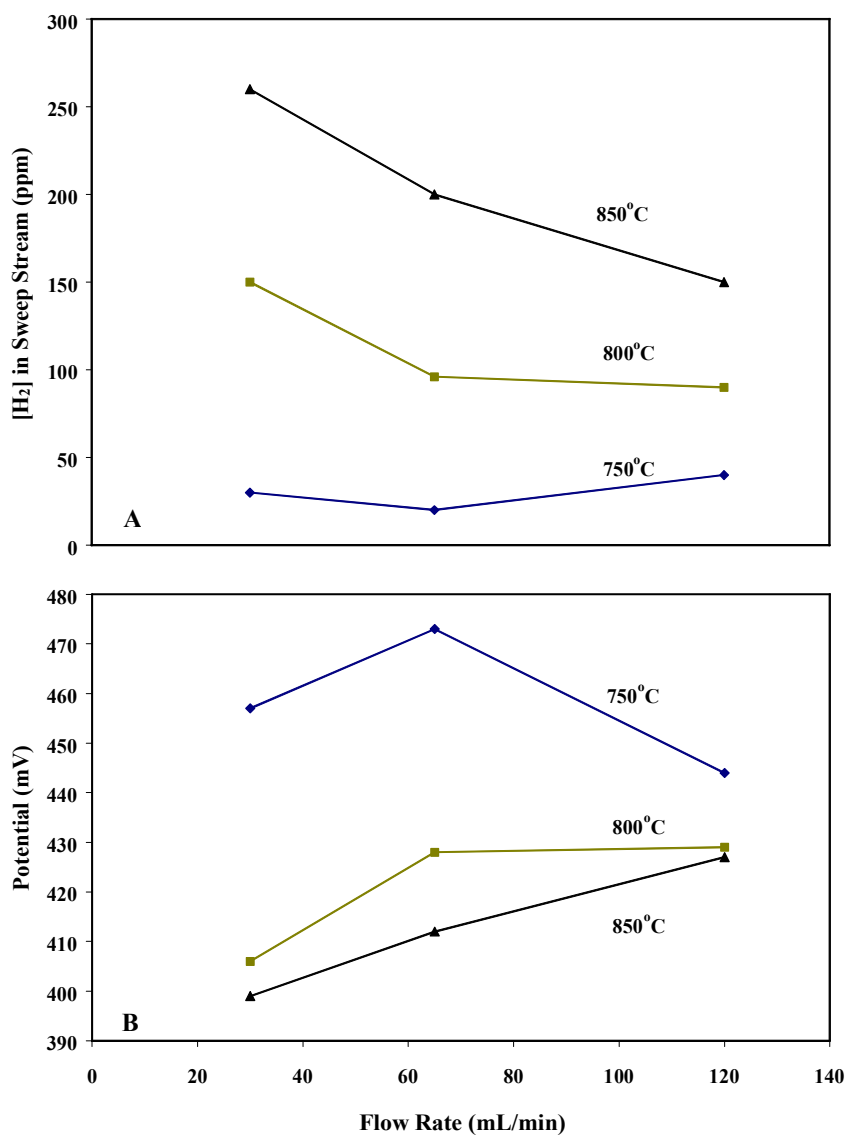 300
250
200
150
100
50
0
[H₂] in Sweep Stream (ppm)
850°C
800°C
750°C
A
480
470
460
450
440
430
420
410
400
390
Potential (mV)
750°C
800°C
850°C
B
0 20 40 60 80 100 120 140
Flow Rate (mL/min)